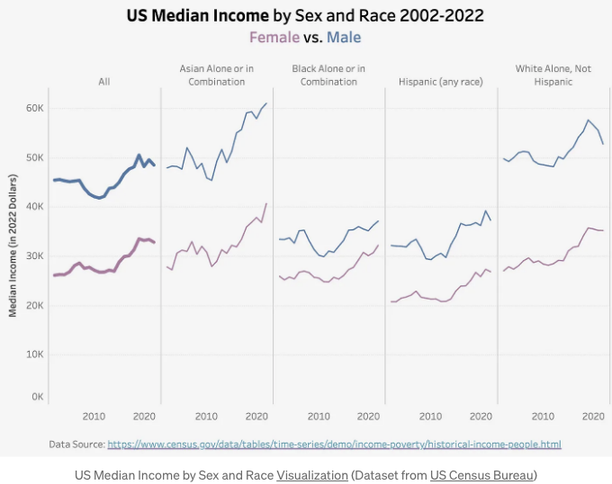 US Median Income by Sex and Race 2002-2022
Female vs. Male
All
Asian Alone or in
Combination
Black Alone or in
Combination
Hispanic (any race)
White Alone, Not
Hispanic
Median Income (in 2022 Dollars)
60K
50K
40K
30K
20K
10K
0K
2010 2020 2010 2020 2010 2020 2010 2020 2010 2020
Data Source: https://www.census.gov/data/tables/time-series/demo/income-poverty/historical-income-people.html
US Median Income by Sex and Race Visualization (Dataset from US Census Bureau)